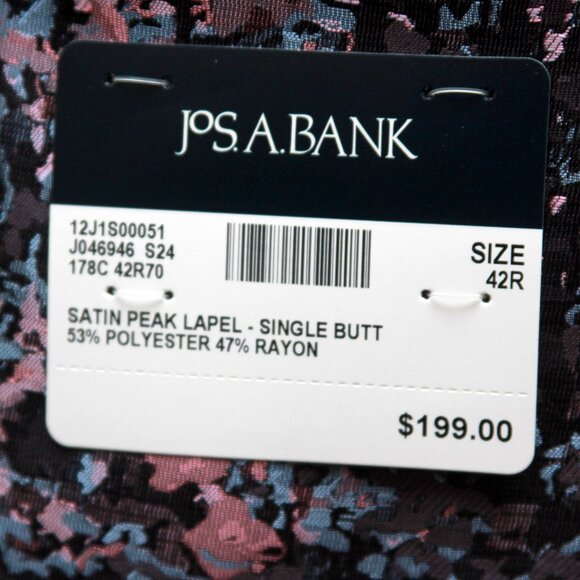 JOS.A.BANK
12J1S00051
J046946 S24
178C 42R70
SIZE
42R
SATIN PEAK LAPEL - SINGLE BUTT
53% POLYESTER 47% RAYON
$199.00